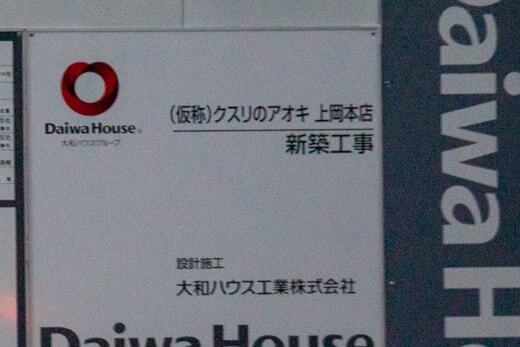 Daiwa House®
大和ハウスグループ
(仮称)クスリのアオキ 上岡本店
新築工事
設計施工
大和ハウス工業株式会社
Daiwa House
Daiwa H